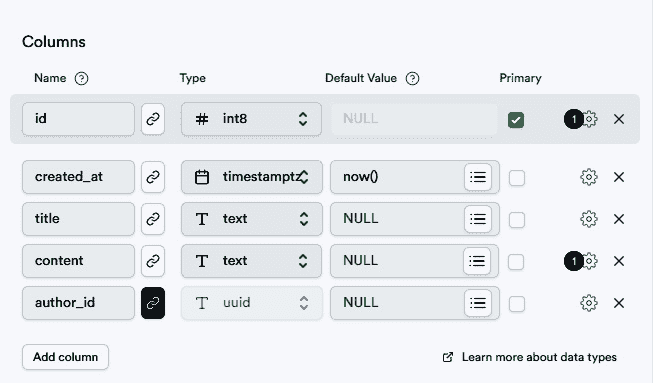 Columns
Name Type Default Value Primary
id # int8 NULL 1
created_at timestamptz now()
title T text NULL
content T text NULL 1
author_id T uuid NULL
Add column Learn more about data types